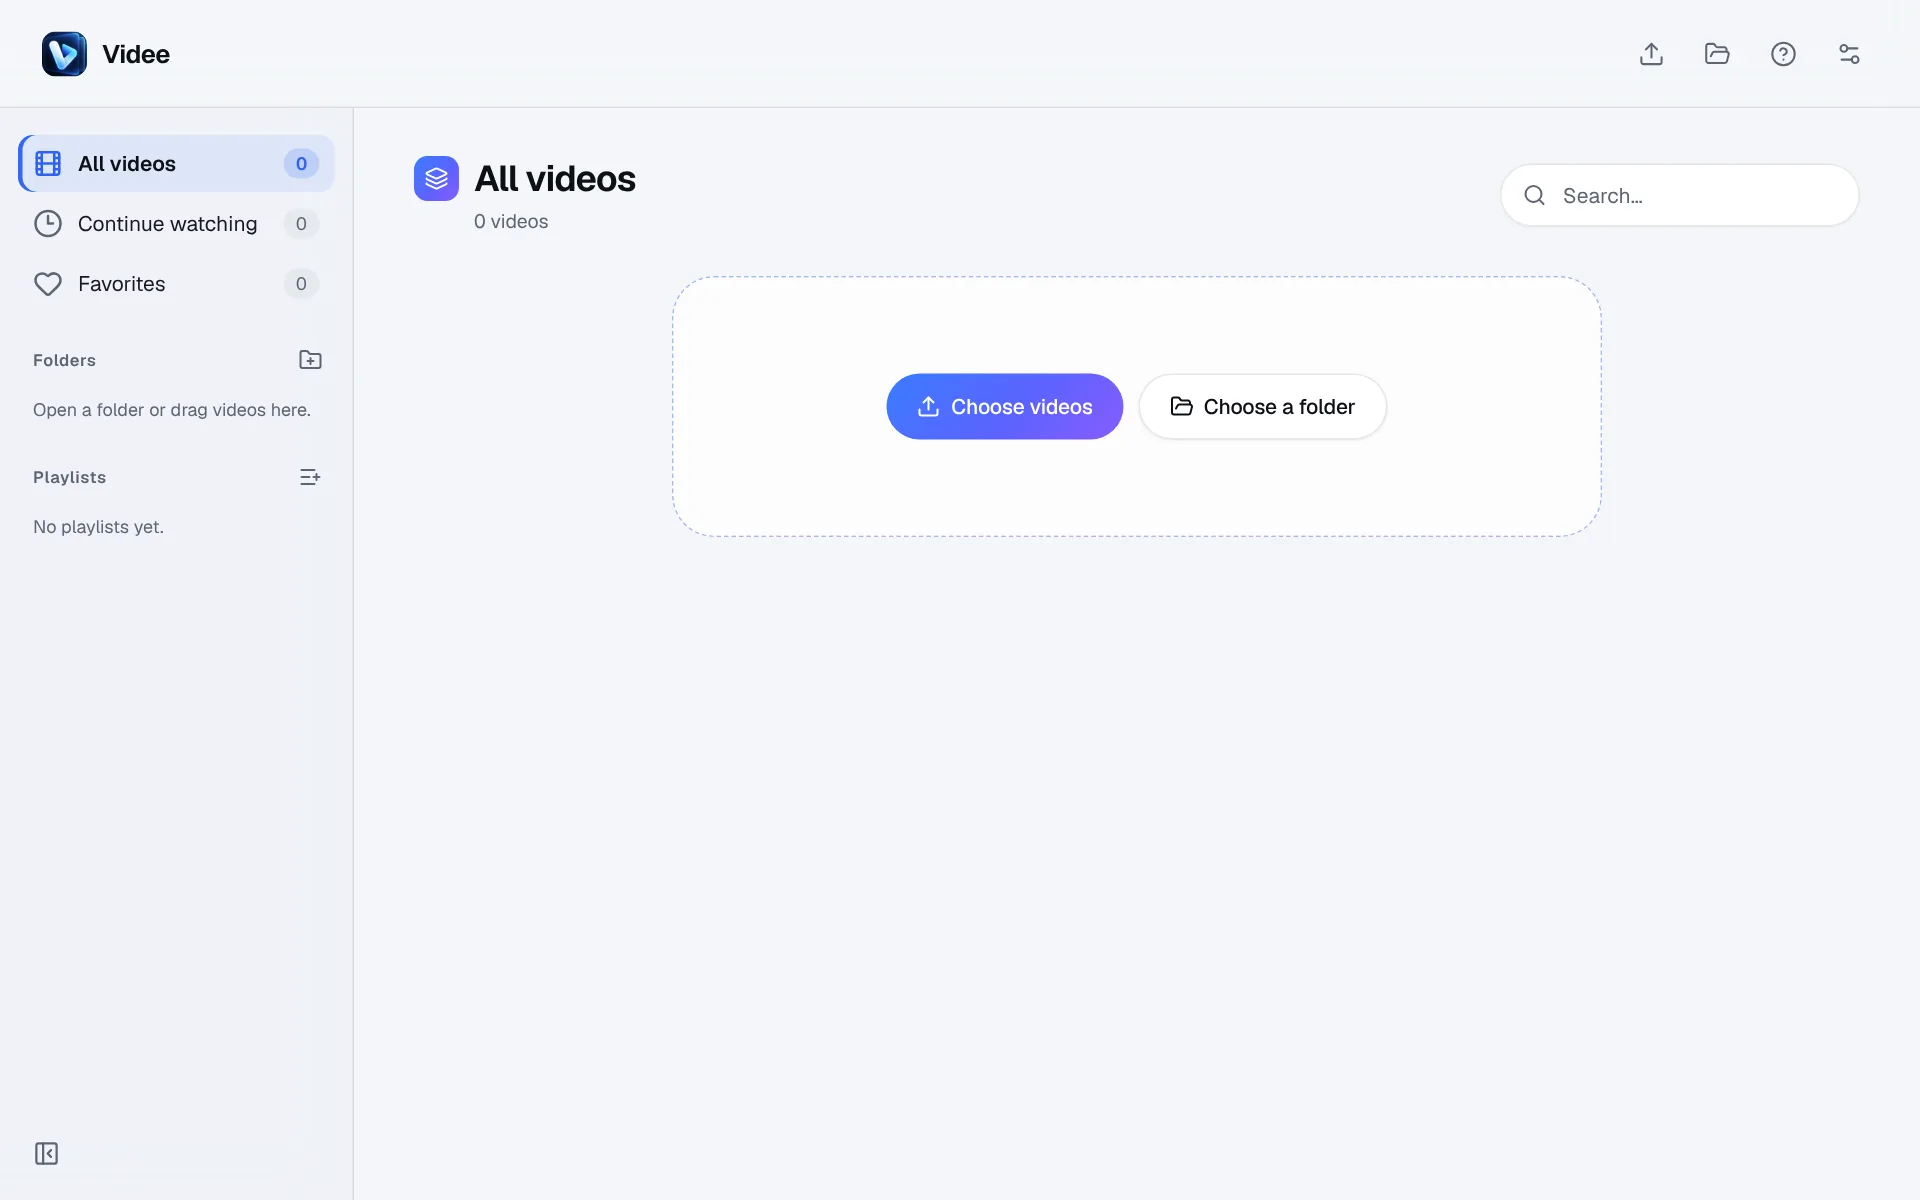 Videe
All videos 0
Continue watching 0
Favorites 0
Folders
Open a folder or drag videos here.
Playlists
No playlists yet.
All videos
0 videos
Search...
Choose videos
Choose a folder